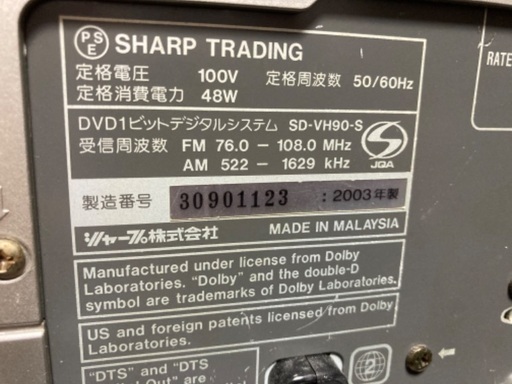 PSE SHARP TRADING
定格電圧 100V 定格周波数 50/60Hz
定格消費電力 48W
DVD1ビットデジタルシステム SD-VH90-S
受信周波数 FM 76.0 - 108.0 MHz
AM 522 - 1629 kHz
JQA
製造番号 30901123 : 2003年製
シャープ株式会社 MADE IN MALAYSIA
Manufactured under license from Dolby
Laboratories. "Dolby" and the double-D
symbol are trademarks of Dolby Laboratories.
US and foreign patents licensed from Dolby
Laboratories.
"DTS" and "DTS
Out" are
2
RATE